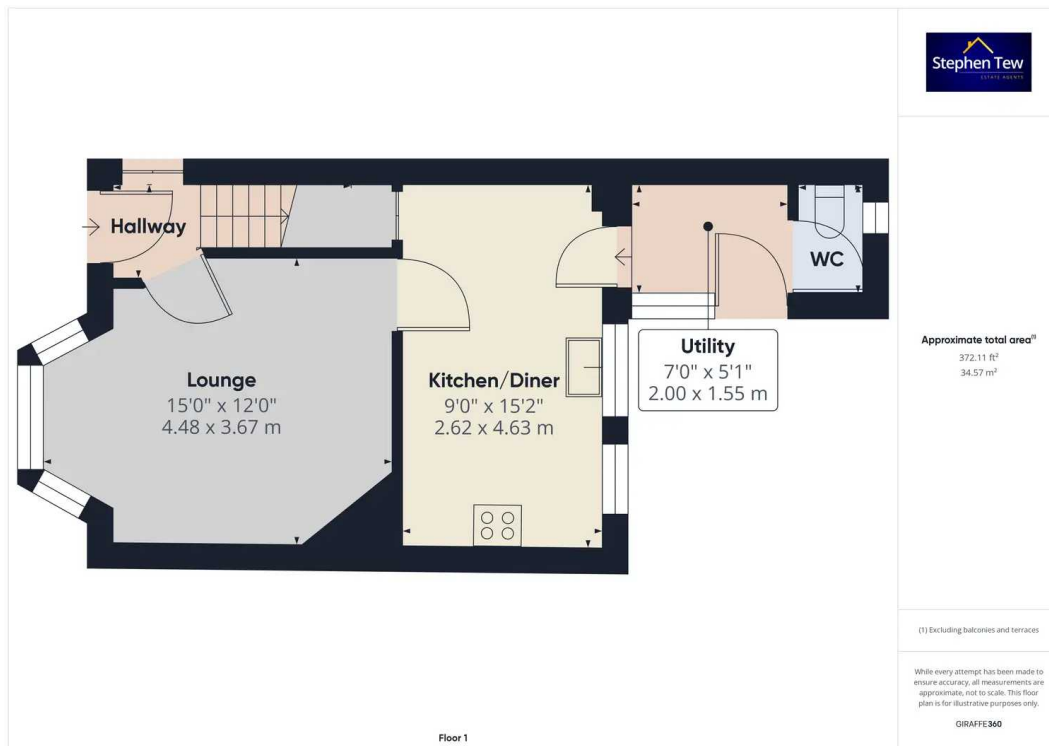 Stephen Tew
ESTATE AGENTS
Hallway
WC
Utility
7'0" x 5'1"
2.00 x 1.55 m
Lounge
15'0" x 12'0"
4.48 x 3.67 m
Kitchen/Diner
9'0" x 15'2"
2.62 x 4.63 m
Floor 1
Approximate total area(1)
372.11 ft²
34.57 m²
(1) Excluding balconies and terraces
While every attempt has been made to
ensure accuracy, all measurements are
approximate, not to scale. This floor
plan is for illustrative purposes only.
GIRAFFE360